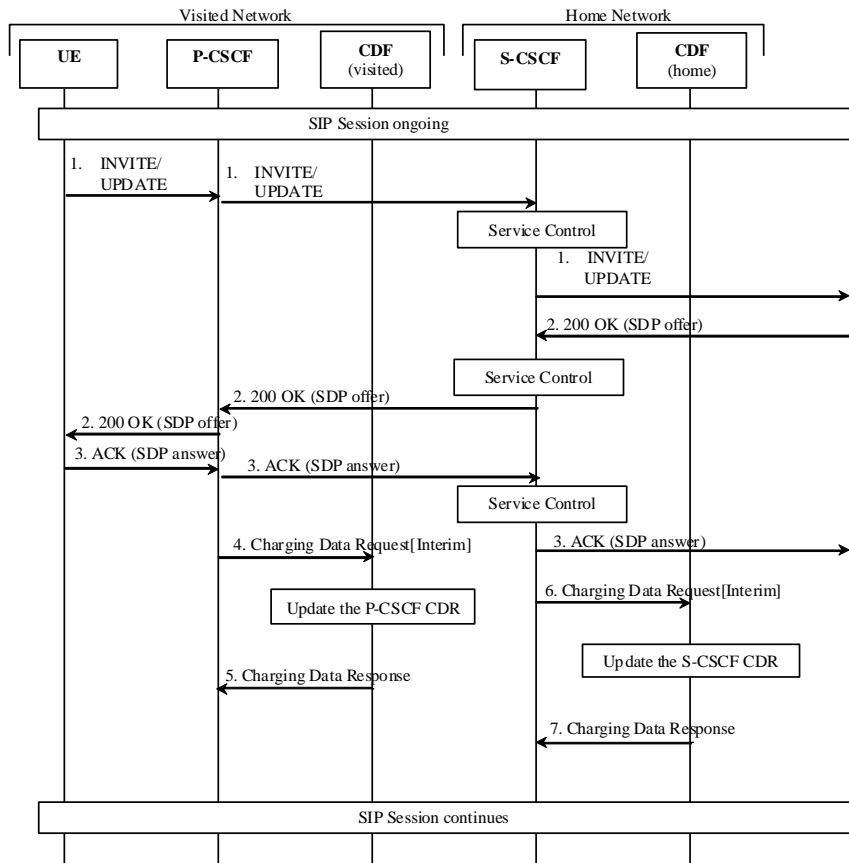 Visited Network
Home Network
UE
P-CSCF
CDF
(visited)
S-CSCF
CDF
(home)
SIP Session ongoing
1. INVITE/
UPDATE
1. INVITE/
UPDATE
Service Control
1. INVITE/
UPDATE
2. 200 OK (SDP offer)
Service Control
2. 200 OK (SDP offer)
2. 200 OK (SDP offer)
3. ACK (SDP answer)
3. ACK (SDP answer)
Service Control
4. Charging Data Request[Interim]
3. ACK (SDP answer)
6. Charging Data Request[Interim]
Update the P-CSCF CDR
Update the S-CSCF CDR
5. Charging Data Response
7. Charging Data Response
SIP Session continues